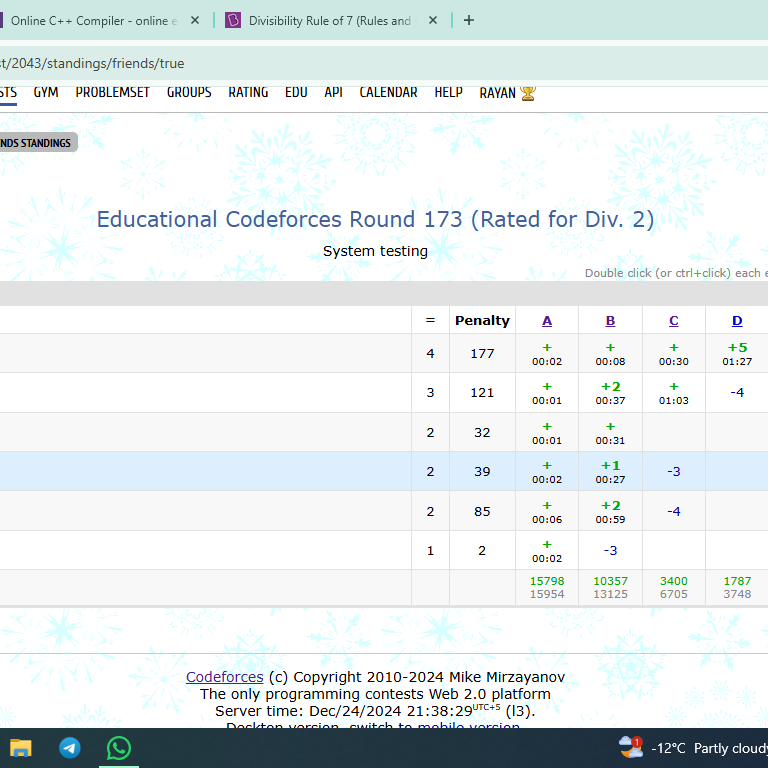 Online C++ Compiler - online e
Divisibility Rule of 7 (Rules and
t/2043/standings/friends/true
STS GYM PROBLEMSET GROUPS RATING EDU API CALENDAR HELP RAYAN
NDS STANDINGS
Educational Codeforces Round 173 (Rated for Div. 2)
System testing
Double click (or ctrl+click) each e
= Penalty A B C D
4 177 + 00:02 + 00:08 + 00:30 +5 01:27
3 121 + 00:01 +2 00:37 + 01:03 -4
2 32 + 00:01 + 00:31
2 39 + 00:02 +1 00:27 -3
2 85 + 00:06 +2 00:59 -4
1 2 + 00:02 -3
15798 10357 3400 1787
15954 13125 6705 3748
Codeforces (c) Copyright 2010-2024 Mike Mirzayanov
The only programming contests Web 2.0 platform
Server time: Dec/24/2024 21:38:29UTC+5 (l3).
Desktop version, switch to mobile version.
1 -12°C Partly cloudy